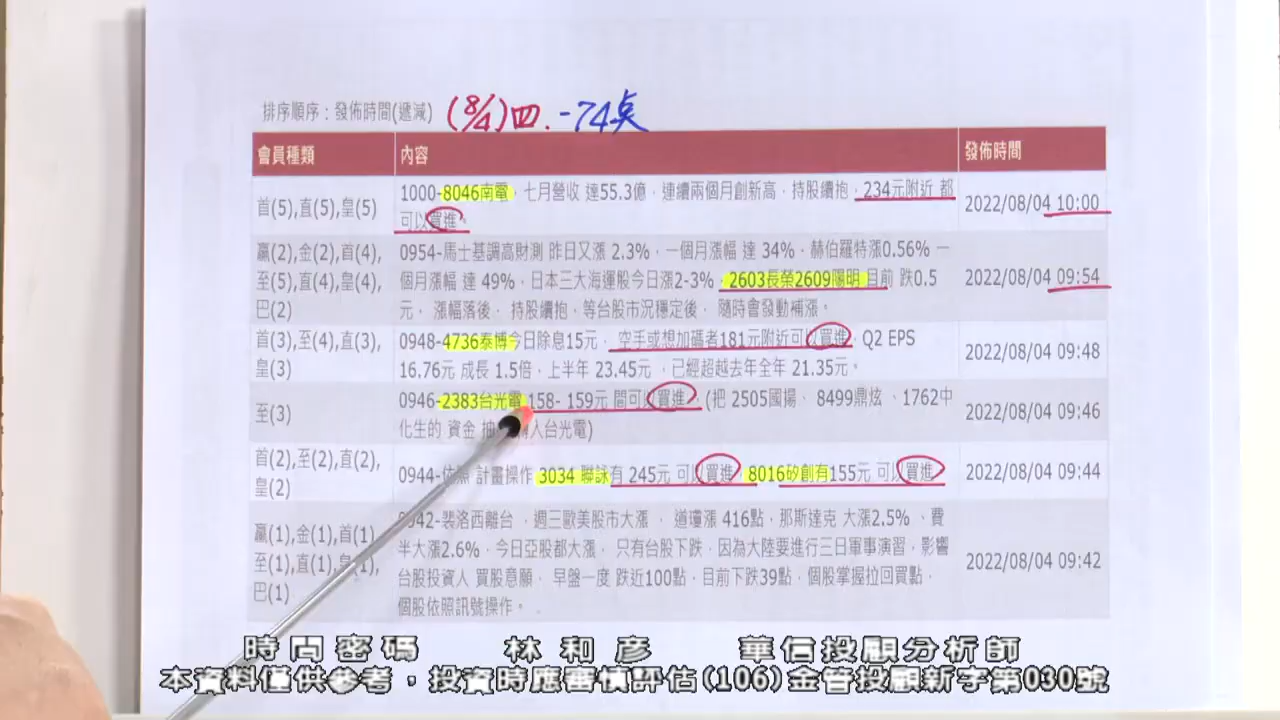 排序順序：發佈時間(遞減) (8/4)四.-74点
會員種類 內容 發佈時間
首(5),直(5),皇(5)
1000-8046南電，七月營收 達55.3億，連續兩個月創新高，持股續抱，234元附近 都
可以買進。
2022/08/04 10:00
贏(2),金(2),首(4),
至(5),直(4),皇(4),
巴(2)
0954-馬士基調高財測 昨日又漲 2.3%，一個月漲幅 達 34%、赫伯羅特漲0.56% 一
個月漲幅 達 49%，日本三大海運股今日漲2-3%，2603長榮2609陽明 目前 跌0.5
元，漲幅落後，持股續抱，等台股市況穩定後，隨時會發動補漲。
2022/08/04 09:54
首(3),至(4),直(3),
皇(3)
0948-4736泰博今日除息15元，空手或想加碼者181元附近可以買進，Q2 EPS
16.76元 成長 1.5倍，上半年 23.45元，已經超越去年全年 21.35元。
2022/08/04 09:48
至(3)
0946-2383台光電 158- 159元 間可以買進，(把 2505國揚、8499鼎炫、1762中
化生的 資金 抽 入台光電)
2022/08/04 09:46
首(2),至(2),直(2),
皇(2)
0944-依照 計畫操作 3034 聯詠有 245元 可以買進 8016矽創有155元 可以買進
2022/08/04 09:44
贏(1),金(1),首(1),
至(1),直(1),皇(1),
巴(1)
0942-裴洛西離台，週三歐美股市大漲，道瓊漲 416點，那斯達克 大漲2.5%、費
半大漲2.6%，今日亞股都大漲，只有台股下跌，因為大陸要進行三日軍事演習，影響
台股投資人 買股意願，早盤一度 跌近100點，目前下跌39點，個股掌握拉回買點，
個股依照訊號操作。
2022/08/04 09:42
時間密碼 林和彥 華信投顧分析師
本資料僅供參考，投資時應審慎評估(106)金管投顧新字第030號